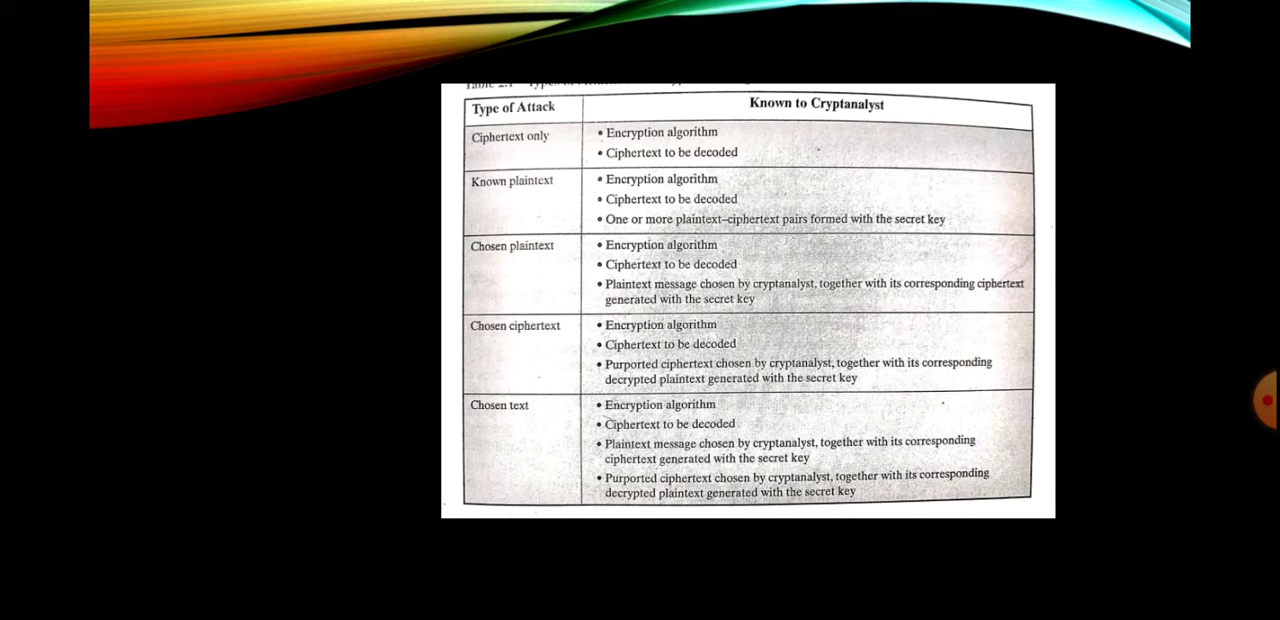 Type of Attack
Known to Cryptanalyst
Ciphertext only
• Encryption algorithm
• Ciphertext to be decoded
Known plaintext
• Encryption algorithm
• Ciphertext to be decoded
• One or more plaintext–ciphertext pairs formed with the secret key
Chosen plaintext
• Encryption algorithm
• Ciphertext to be decoded
• Plaintext message chosen by cryptanalyst, together with its corresponding ciphertext
generated with the secret key
Chosen ciphertext
• Encryption algorithm
• Ciphertext to be decoded
• Purported ciphertext chosen by cryptanalyst, together with its corresponding
decrypted plaintext generated with the secret key
Chosen text
• Encryption algorithm
• Ciphertext to be decoded
• Plaintext message chosen by cryptanalyst, together with its corresponding
ciphertext generated with the secret key
• Purported ciphertext chosen by cryptanalyst, together with its corresponding
decrypted plaintext generated with the secret key